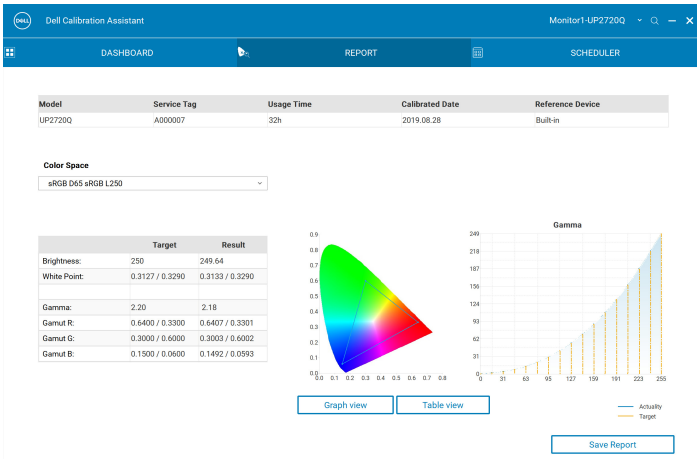 DELL Dell Calibration Assistant Monitor1-UP2720Q
DASHBOARD REPORT SCHEDULER
Model Service Tag Usage Time Calibrated Date Reference Device
UP2720Q A000007 32h 2019.08.28 Built-in
Color Space
sRGB D65 sRGB L250
Target Result
Brightness: 250 249.64
White Point: 0.3127 / 0.3290 0.3133 / 0.3290
Gamma: 2.20 2.18
Gamut R: 0.6400 / 0.3300 0.6407 / 0.3301
Gamut G: 0.3000 / 0.6000 0.3003 / 0.6002
Gamut B: 0.1500 / 0.0600 0.1492 / 0.0593
0.9
0.8
0.7
0.6
0.5
0.4
0.3
0.2
0.1
0.0
0.0 0.1 0.2 0.3 0.4 0.5 0.6 0.7 0.8
Gamma
249
218
187
156
124
93
62
31
0
0 31 63 95 127 159 191 223 255
Graph view Table view
Actuality
Target
Save Report